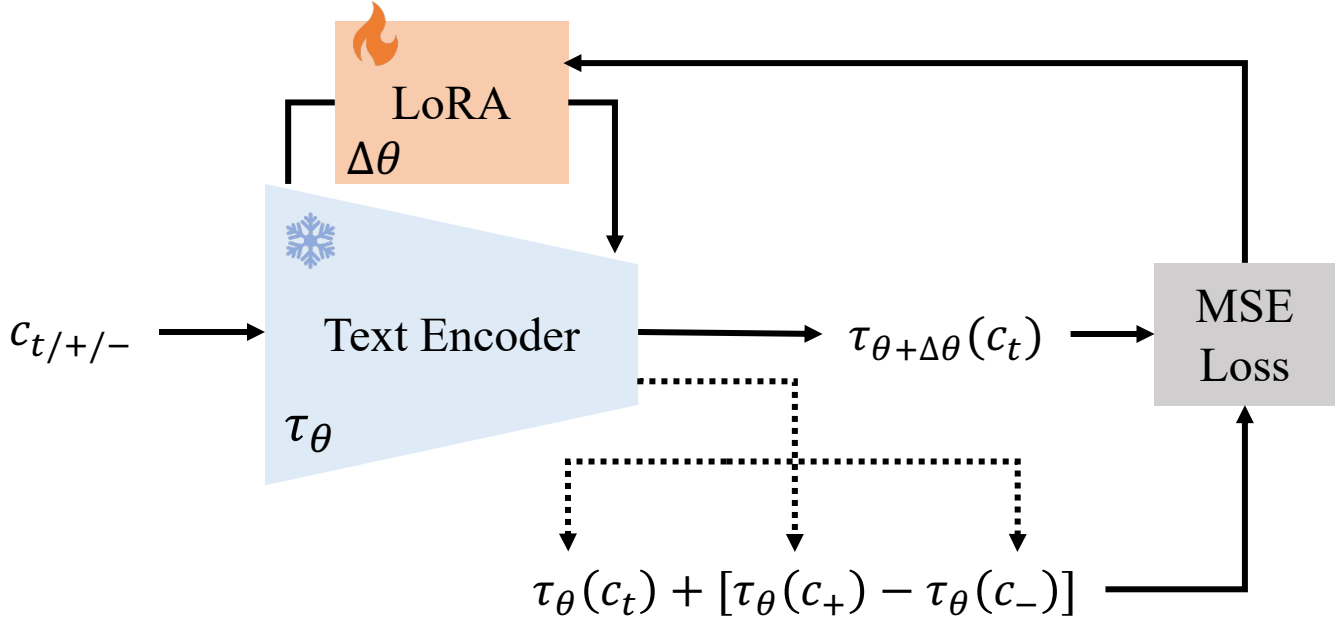 LoRA
Δθ
c_{t/+/-}
Text Encoder
τ_θ
τ_{θ+Δθ}(c_t)
MSE
Loss
τ_θ(c_t) + [τ_θ(c_+) − τ_θ(c_−)]